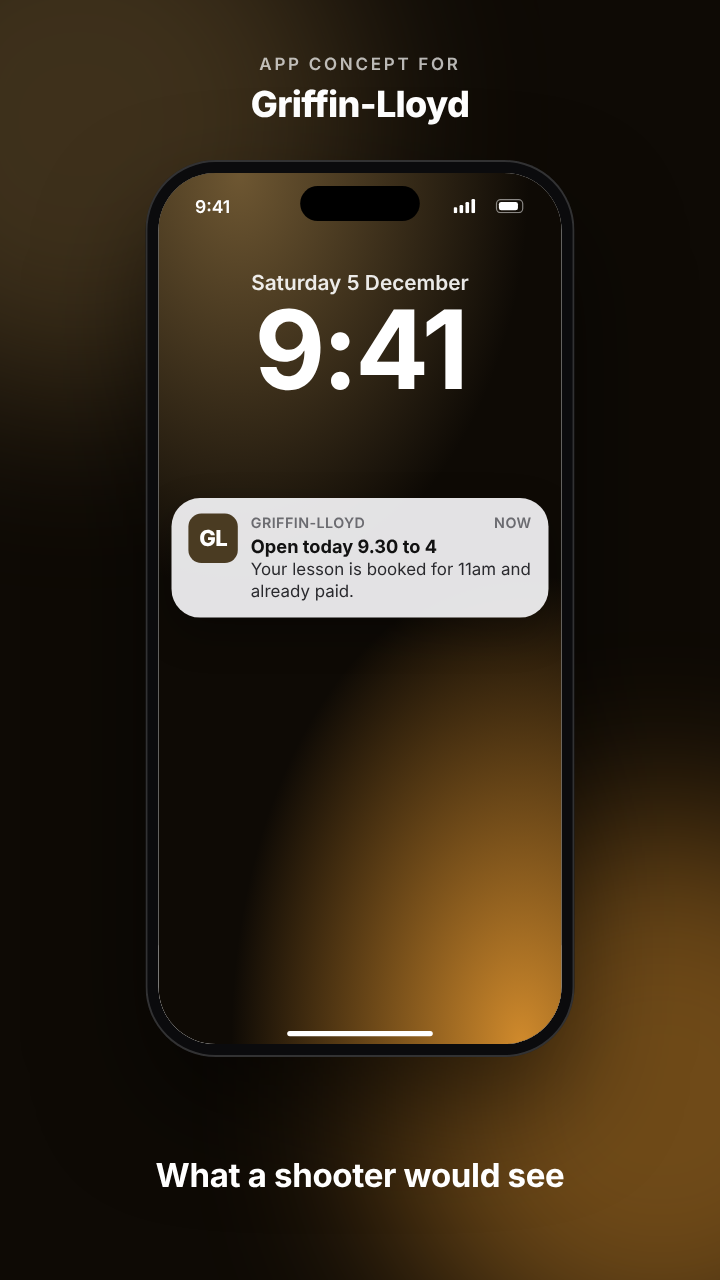 APP CONCEPT FOR
Griffin-Lloyd
9:41
Saturday 5 December
9:41
GL
GRIFFIN-LLOYD
NOW
Open today 9.30 to 4
Your lesson is booked for 11am and
already paid.
What a shooter would see